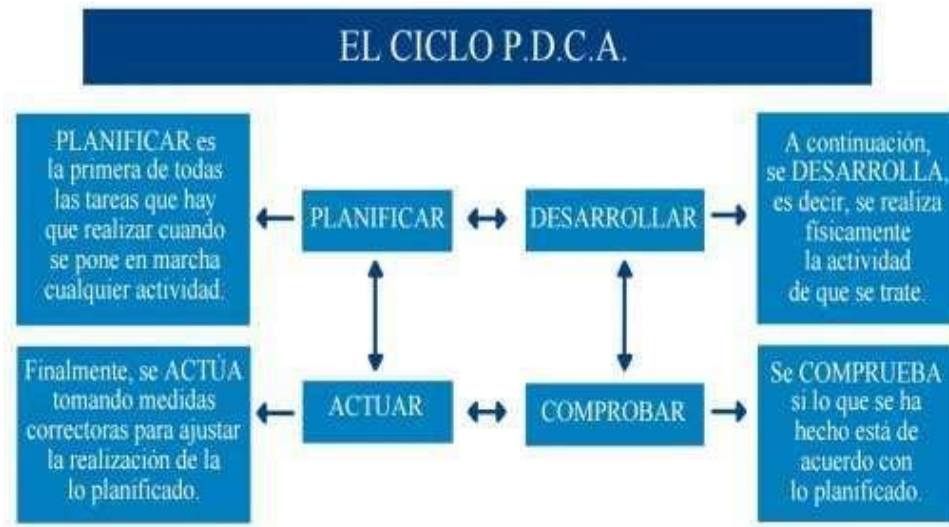 EL CICLO P.D.C.A.
PLANIFICAR es
la primera de todas
las tareas que hay
que realizar cuando
se pone en marcha
cualquier actividad.
PLANIFICAR
DESARROLLAR
A continuación,
se DESARROLLA,
es decir, se realiza
físicamente
la actividad
de que se trate.
Finalmente, se ACTÚA
tomando medidas
correctoras para ajustar
la realización de la
lo planificado.
ACTUAR
COMPROBAR
Se COMPRUEBA
si lo que se ha
hecho está de
acuerdo con
lo planificado.